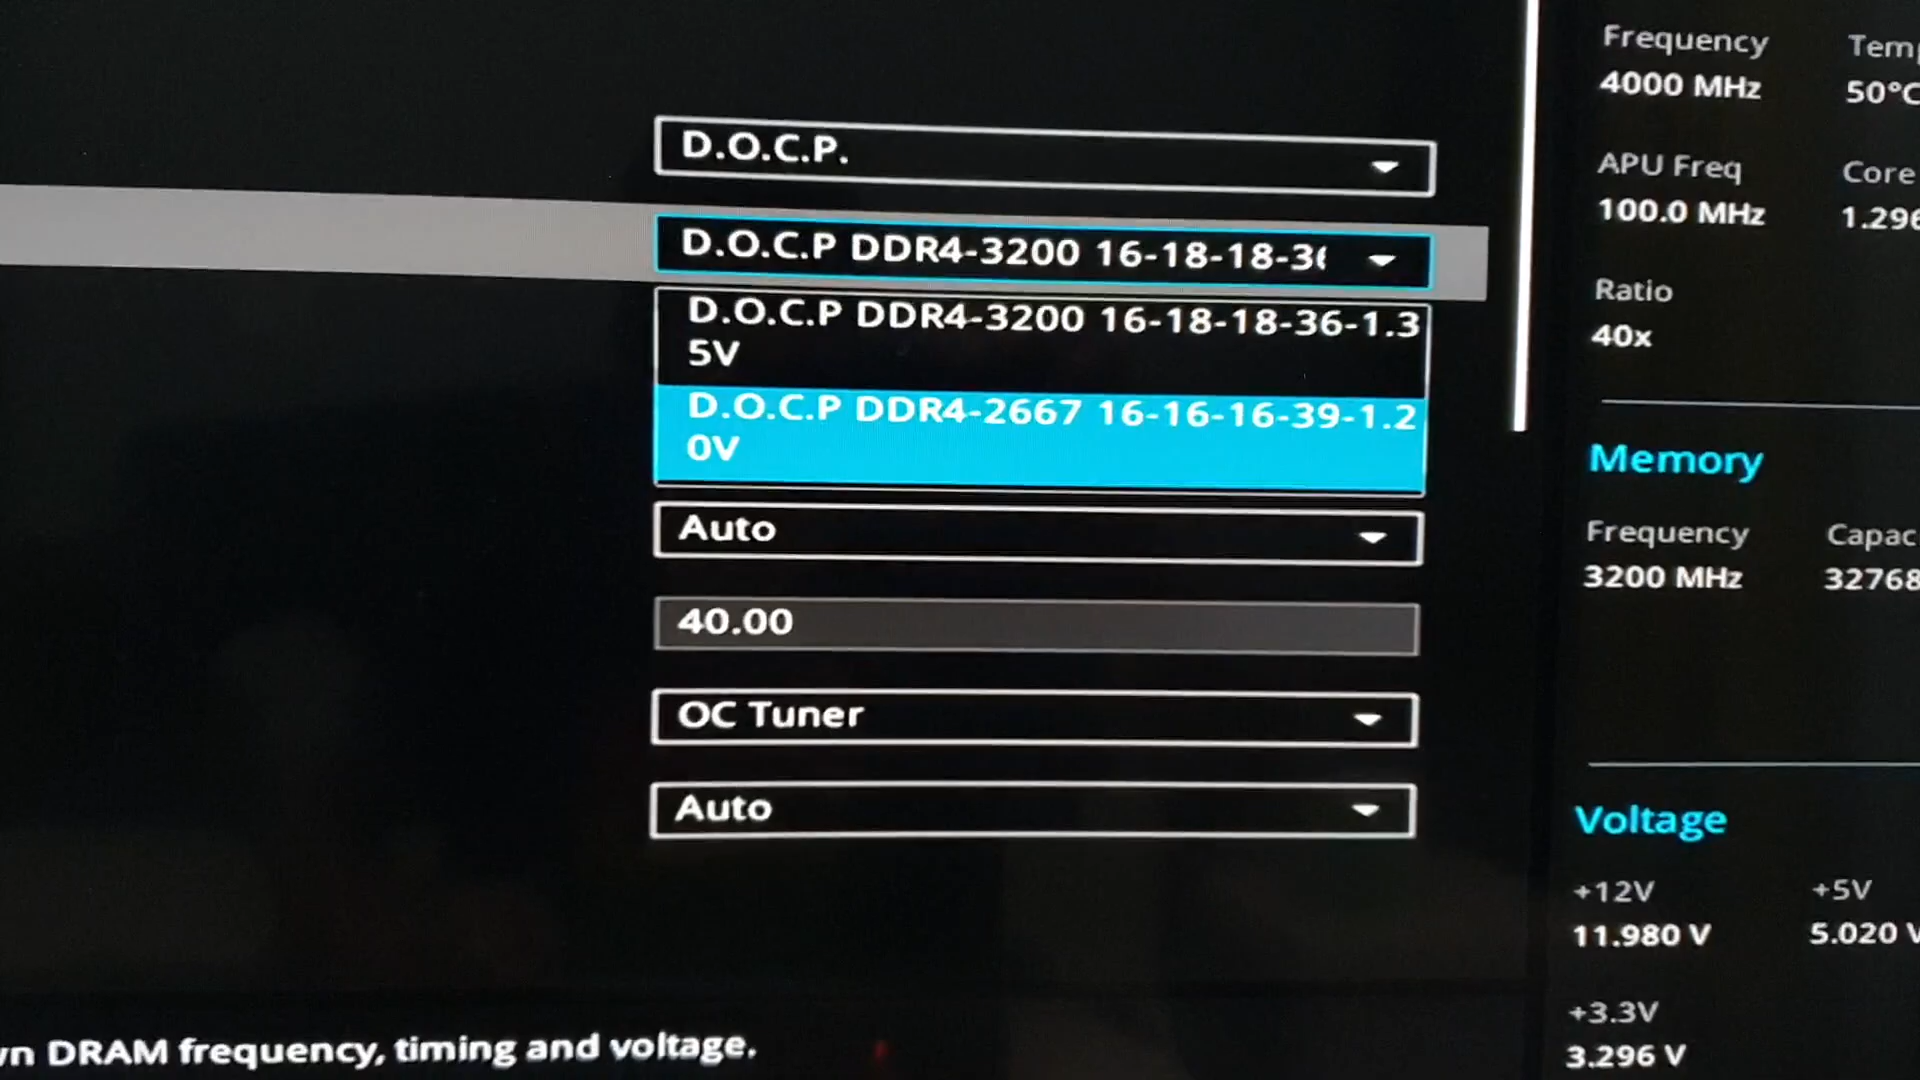 D.O.C.P.
D.O.C.P DDR4-3200 16-18-18-3
D.O.C.P DDR4-3200 16-18-18-36-1.3
5V
D.O.C.P DDR4-2667 16-16-16-39-1.2
0V
Auto
40.00
OC Tuner
Auto
DRAM frequency, timing and voltage.
Frequency
4000 MHz
50°C
APU Freq Core
100.0 MHz 1.296
Ratio
40x
Memory
Frequency
3200 MHz 32768
Voltage
+12V +5V
11.980 V 5.020 V
+3.3V
3.296 V